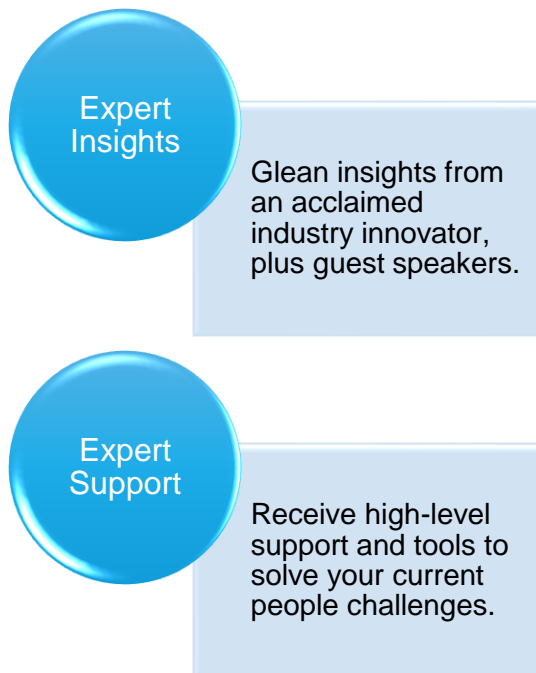 Expert
Insights
Glean insights from
an acclaimed
industry innovator,
plus guest speakers.
Expert
Support
Receive high-level
support and tools to
solve your current
people challenges.